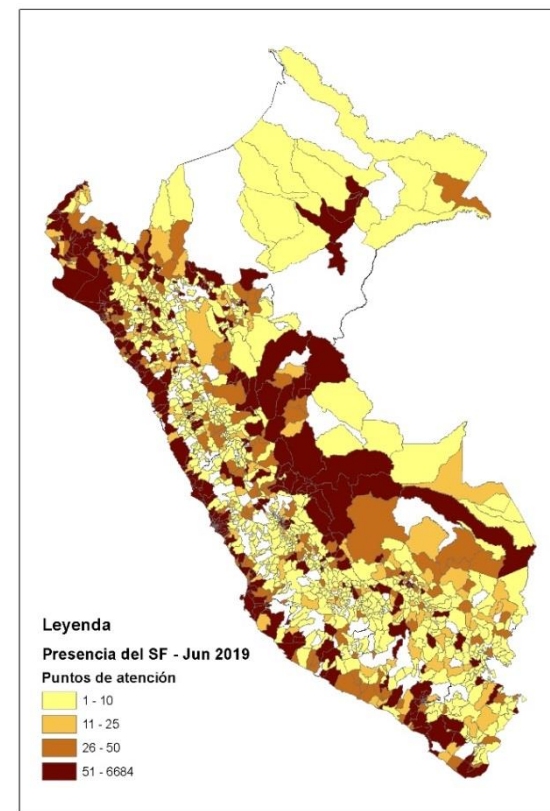 Leyenda
Presencia del SF - Jun 2019
Puntos de atención
1 - 10
11 - 25
26 - 50
51 - 6684